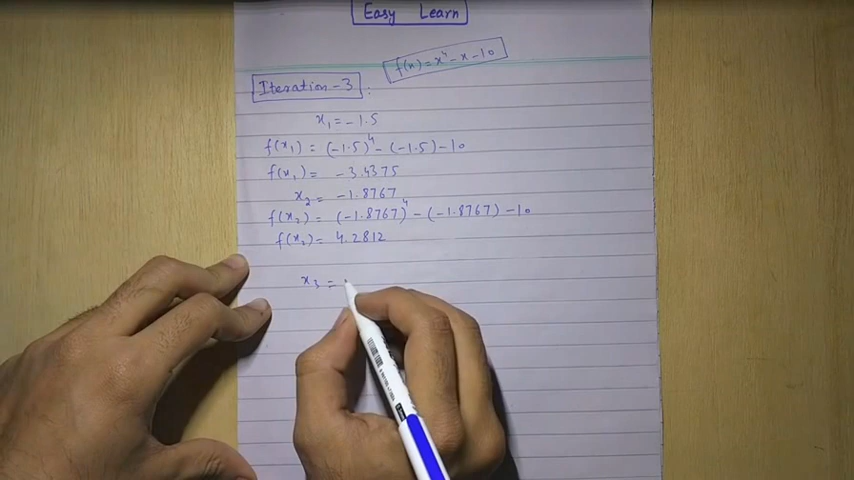 Easy Learn
f(x) = x⁴ - x - 10
Iteration - 3 :
x₁ = -1.5
f(x₁) = (-1.5)⁴ - (-1.5) - 10
f(x₁) = -3.4375
x₂ = -1.8767
f(x₂) = (-1.8767)⁴ - (-1.8767) - 10
f(x₂) = 4.2812
x₃ =